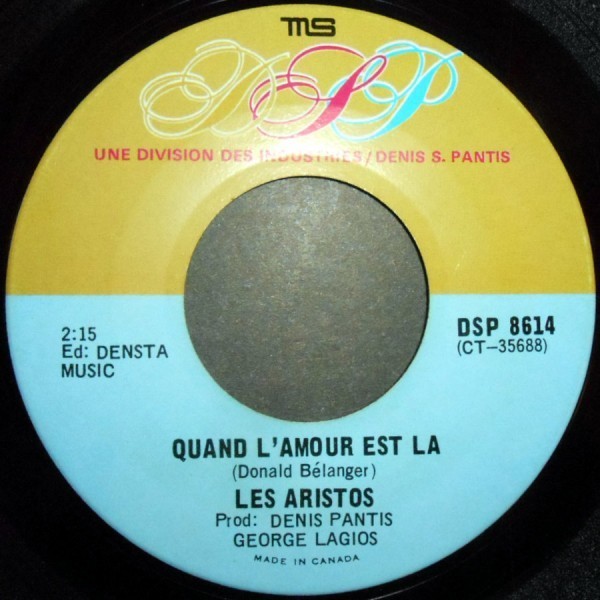 MS
DSP
UNE DIVISION DES INDUSTRIES/DENIS S. PANTIS
2:15
Ed: DENSTA
MUSIC
DSP 8614
(CT-35688)
QUAND L'AMOUR EST LA
(Donald Bélanger)
LES ARISTOS
Prod: DENIS PANTIS
GEORGE LAGIOS
MADE IN CANADA